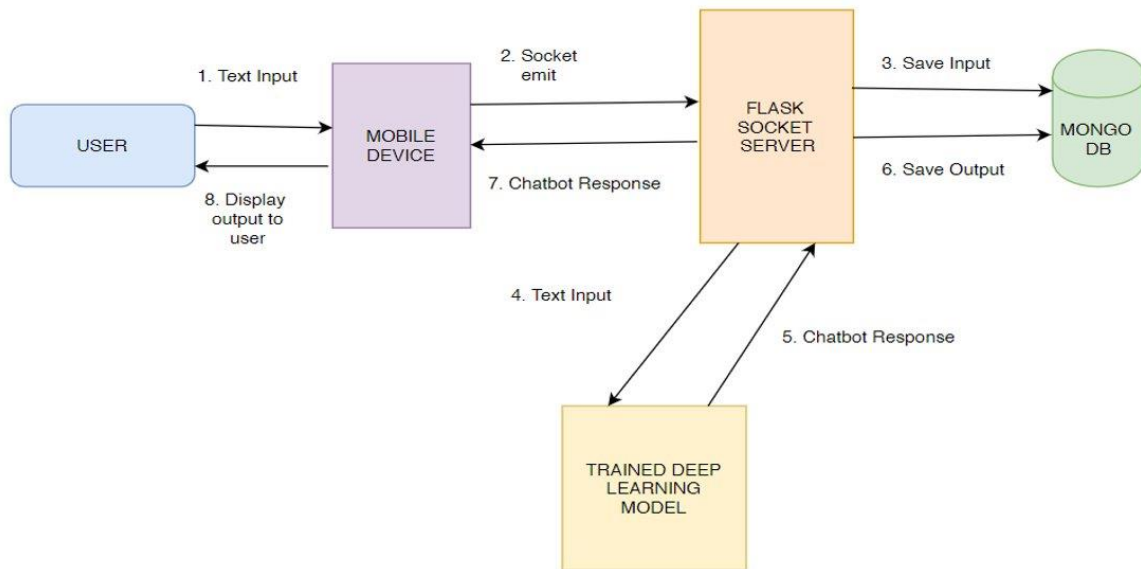 1. Text Input
2. Socket
emit
3. Save Input
USER
MOBILE
DEVICE
FLASK
SOCKET
SERVER
MONGO
DB
8. Display
output to
user
7. Chatbot Response
6. Save Output
4. Text Input
5. Chatbot Response
TRAINED DEEP
LEARNING
MODEL